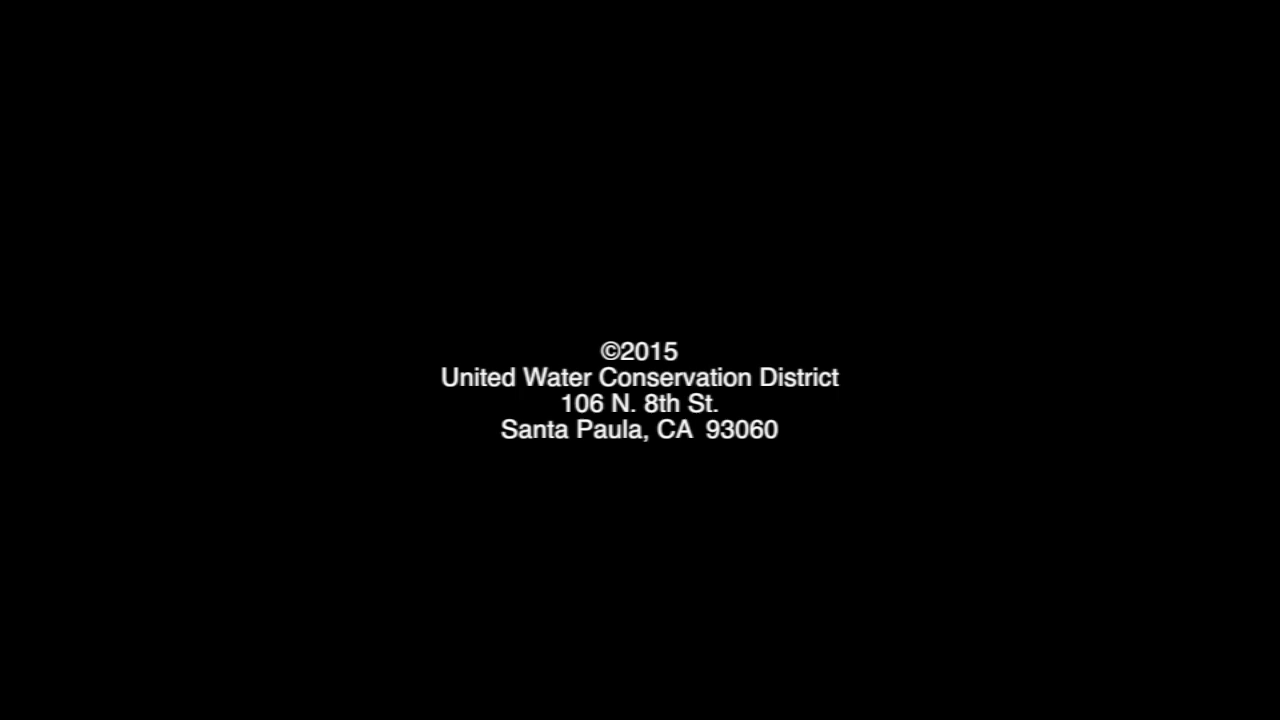 ©2015
United Water Conservation District
106 N. 8th St.
Santa Paula, CA  93060